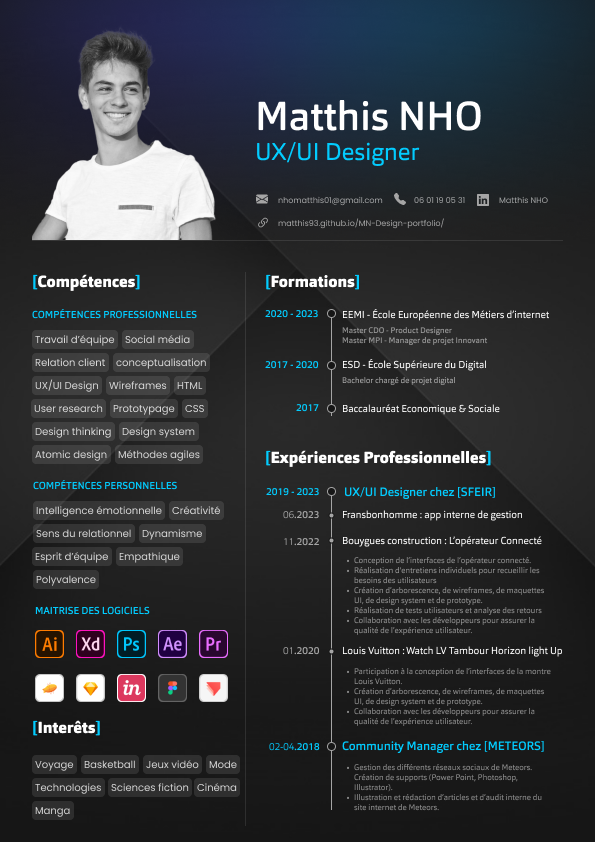 Matthis NHO
UX/UI Designer
nhomatthis01@gmail.com
06 01 19 05 31
in
Matthis NHO
matthis93.github.io/MN-Design-portfolio/
[Compétences]
COMPÉTENCES PROFESSIONNELLES
Travail d'équipe
Social média
Relation client
conceptualisation
UX/UI Design
Wireframes
HTML
User research
Prototypage
CSS
Design thinking
Design system
Atomic design
Méthodes agiles
COMPÉTENCES PERSONNELLES
Intelligence émotionnelle
Créativité
Sens du relationnel
Dynamisme
Esprit d'équipe
Empathique
Polyvalence
MAITRISE DES LOGICIELS
Ai
Xd
Ps
Ae
Pr
in
[Interêts]
Voyage
Basketball
Jeux vidéo
Mode
Technologies
Sciences fiction
Cinéma
Manga
[Formations]
2020 - 2023
EEMI - École Européenne des Métiers d'internet
Master CDO - Product Designer
Master MPI - Manager de projet Innovant
2017 - 2020
ESD - École Supérieure du Digital
Bachelor chargé de projet digital
2017
Baccalauréat Economique & Sociale
[Expériences Professionnelles]
2019 - 2023
UX/UI Designer chez [SFEIR]
06.2023
Fransbonhomme : app interne de gestion
11.2022
Bouygues construction : L'opérateur Connecté
• Conception de l'interfaces de l'opérateur connecté.
• Réalisation d'entretiens individuels pour recueillir les
besoins des utilisateurs
• Création d'arborescence, de wireframes, de maquettes
UI, de design system et de prototype.
• Réalisation de tests utilisateurs et analyse des retours
• Collaboration avec les développeurs pour assurer la
qualité de l'expérience utilisateur.
01.2020
Louis Vuitton : Watch LV Tambour Horizon light Up
• Participation à la conception de l'interfaces de la montre
Louis Vuitton.
• Création d'arborescence, de wireframes, de maquettes
UI, de design system et de prototype.
• Collaboration avec les développeurs pour assurer la
qualité de l'expérience utilisateur.
02-04.2018
Community Manager chez [METEORS]
• Gestion des différents réseaux sociaux de Meteors.
Création de supports (Power Point, Photoshop,
Illustrator).
• Illustration et rédaction d'articles et d'audit interne du
site internet de Meteors.